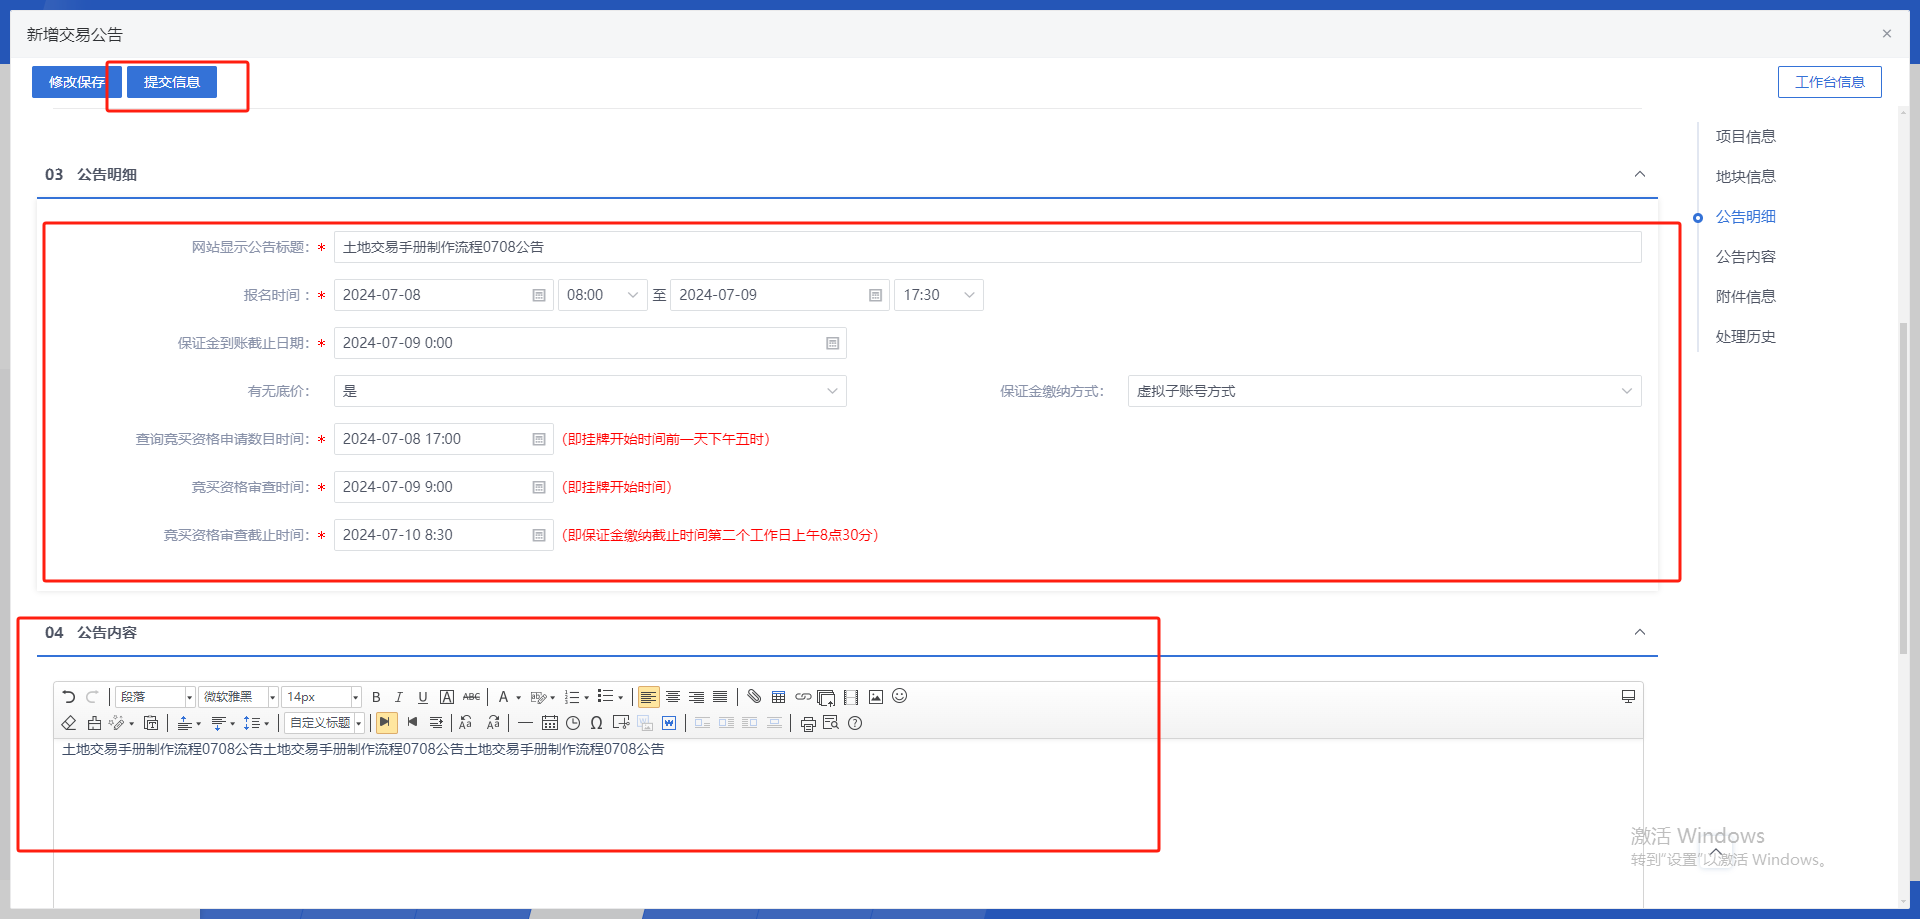 新增交易公告
修改保存
提交信息
工作台信息
项目信息
地块信息
公告明细
公告内容
附件信息
处理历史
03 公告明细
网站显示公告标题：* 土地交易手册制作流程0708公告
报名时间：* 2024-07-08 08:00 至 2024-07-09 17:30
保证金到账截止日期：* 2024-07-09 0:00
有无底价： 是 保证金缴纳方式： 虚拟子账号方式
查询竞买资格申请数目时间：* 2024-07-08 17:00 (即挂牌开始时间前一天下午五时)
竞买资格审查时间：* 2024-07-09 9:00 (即挂牌开始时间)
竞买资格审查截止时间：* 2024-07-10 8:30 (即保证金缴纳截止时间第二个工作日上午8点30分)
04 公告内容
段落 微软雅黑 14px B I U A ABC A
自定义标题
土地交易手册制作流程0708公告土地交易手册制作流程0708公告土地交易手册制作流程0708公告
激活 Windows
转到"设置"以激活 Windows。